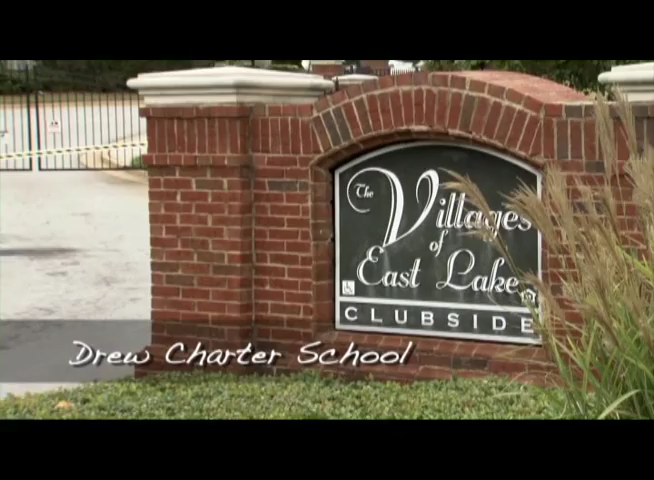 The Villages
of
East Lake
CLUBSIDE
Drew Charter School